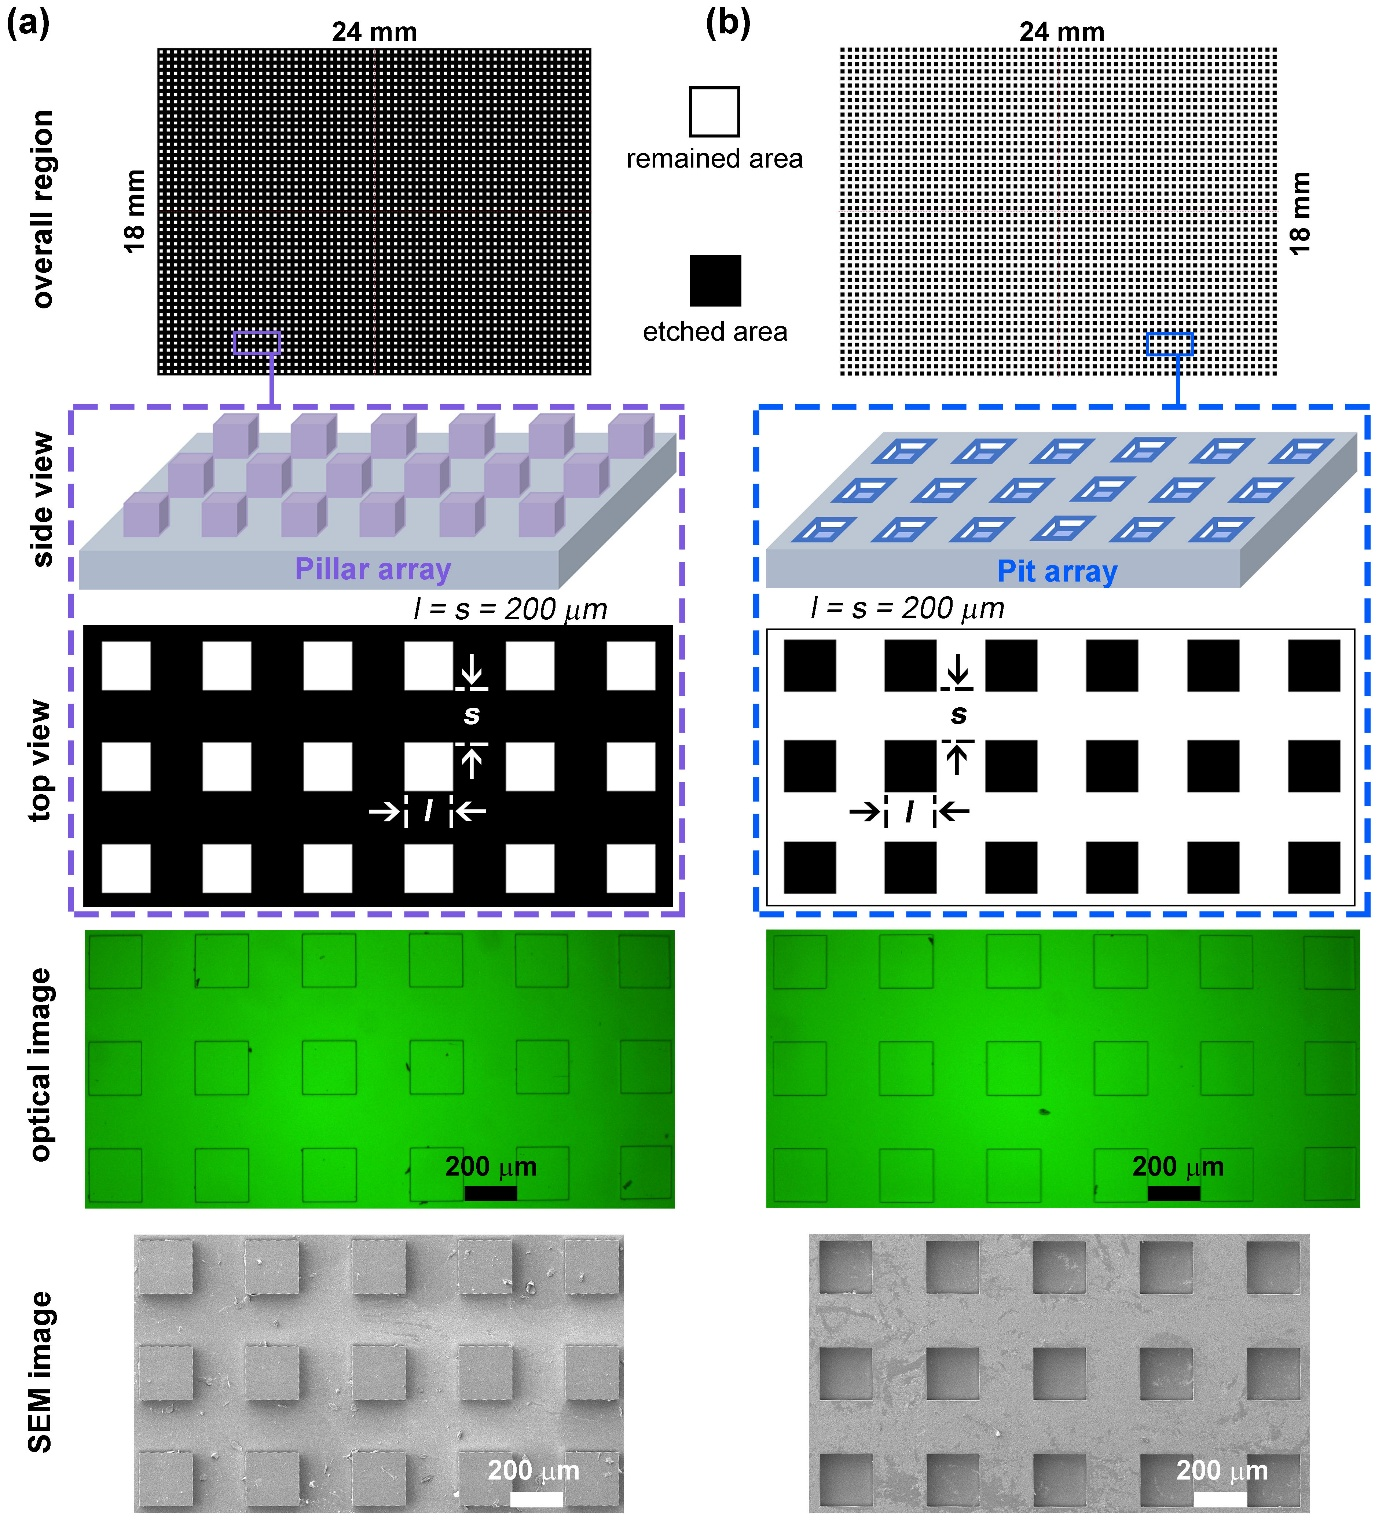 (a)
24 mm
(b)
24 mm
overall region
18 mm
remained area
etched area
18 mm
side view
Pillar array
Pit array
l = s = 200 μm
l = s = 200 μm
top view
s
l
s
l
optical image
200 μm
200 μm
SEM image
200 μm
200 μm